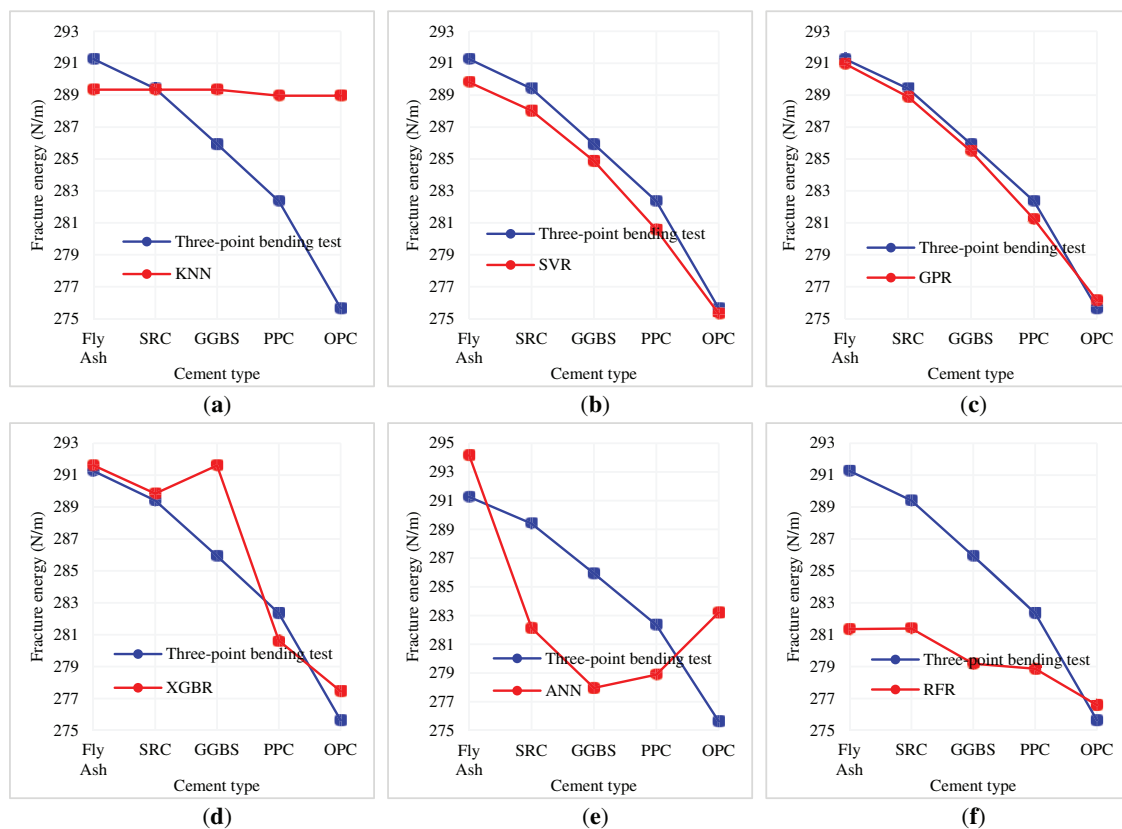 293
291
289
287
285
283
281
279
277
275
Fracture energy (N/m)
Three-point bending test
KNN
Fly Ash
SRC
GGBS
PPC
OPC
Cement type
(a)
293
291
289
287
285
283
281
279
277
275
Fracture energy (N/m)
Three-point bending test
SVR
Fly Ash
SRC
GGBS
PPC
OPC
Cement type
(b)
293
291
289
287
285
283
281
279
277
275
Fracture energy (N/m)
Three-point bending test
GPR
Fly Ash
SRC
GGBS
PPC
OPC
Cement type
(c)
293
291
289
287
285
283
281
279
277
275
Fracture energy (N/m)
Three-point bending test
XGBR
Fly Ash
SRC
GGBS
PPC
OPC
Cement type
(d)
295
293
291
289
287
285
283
281
279
277
275
Fracture energy (N/m)
Three-point bending test
ANN
Fly Ash
SRC
GGBS
PPC
OPC
Cement type
(e)
293
291
289
287
285
283
281
279
277
275
Fracture energy (N/m)
Three-point bending test
RFR
Fly Ash
SRC
GGBS
PPC
OPC
Cement type
(f)